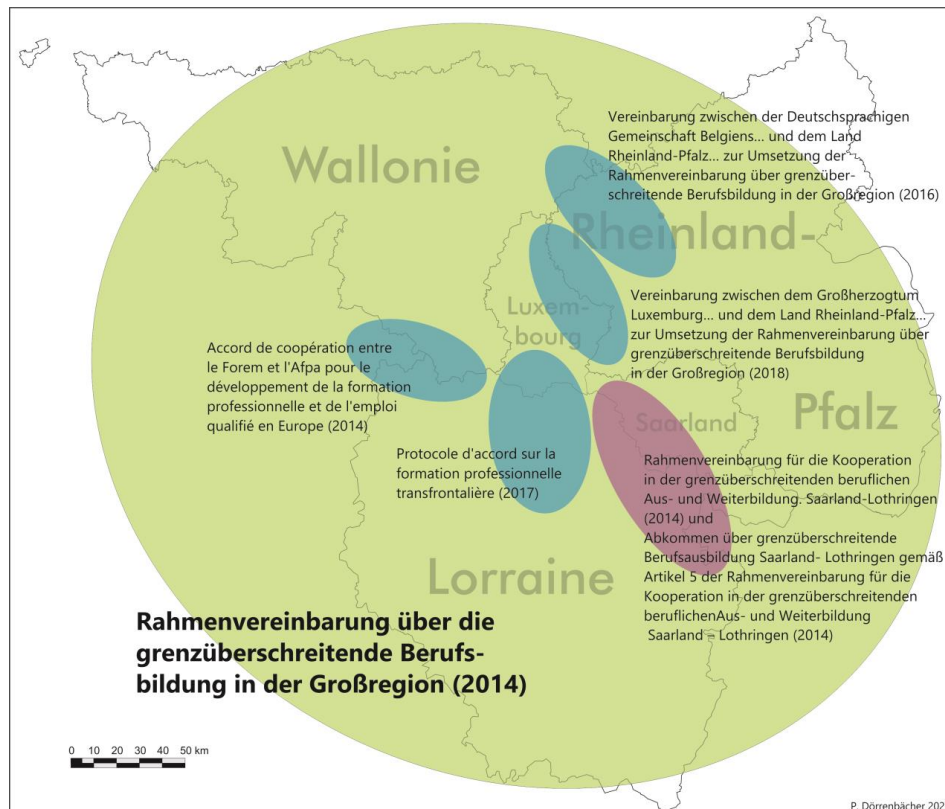 Vereinbarung zwischen der Deutschsprachigen
Gemeinschaft Belgiens... und dem Land
Rheinland-Pfalz... zur Umsetzung der
Rahmenvereinbarung über grenzüber-
schreitende Berufsbildung in der Großregion (2016)
Wallonie
Rheinland-
Luxem-
bourg
Vereinbarung zwischen dem Großherzogtum
Luxemburg... und dem Land Rheinland-Pfalz...
zur Umsetzung der Rahmenvereinbarung über
grenzüberschreitende Berufsbildung
in der Großregion (2018)
Accord de coopération entre
le Forem et l'Afpa pour le
développement de la formation
professionnelle et de l'emploi
qualifié en Europe (2014)
Pfalz
Saarland
Protocole d'accord sur la
formation professionnelle
transfrontalière (2017)
Rahmenvereinbarung für die Kooperation
in der grenzüberschreitenden beruflichen
Aus- und Weiterbildung. Saarland-Lothringen
(2014) und
Abkommen über grenzüberschreitende
Berufsausbildung Saarland- Lothringen gemäß
Artikel 5 der Rahmenvereinbarung für die
Kooperation in der grenzüberschreitenden
beruflichenAus- und Weiterbildung
Saarland – Lothringen (2014)
Lorraine
Rahmenvereinbarung über die
grenzüberschreitende Berufs-
bildung in der Großregion (2014)
0 10 20 30 40 50 km
P. Dörrenbächer